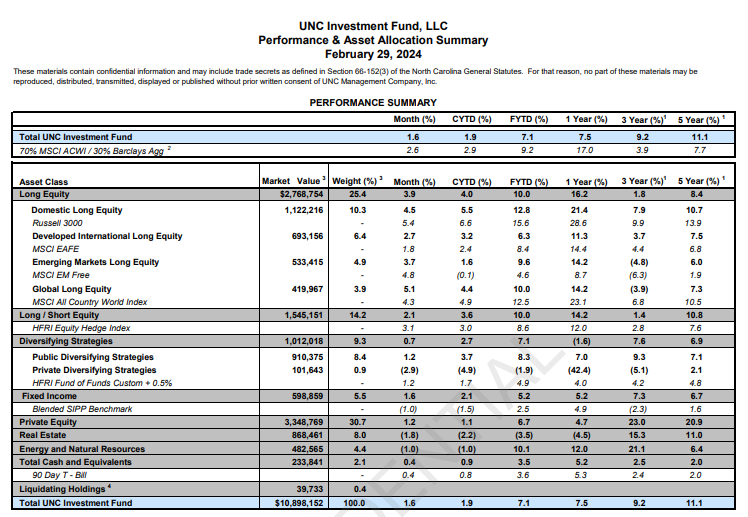 UNC Investment Fund, LLC
Performance & Asset Allocation Summary
February 29, 2024
These materials contain confidential information and may include trade secrets as defined in Section 66-152(3) of the North Carolina General Statutes. For that reason, no part of these materials may be
reproduced, distributed, transmitted, displayed or published without prior written consent of UNC Management Company, Inc.
PERFORMANCE SUMMARY
Month (%) CYTD (%) FYTD (%) 1 Year (%) 3 Year (%)¹ 5 Year (%) ¹
Total UNC Investment Fund 1.6 1.9 7.1 7.5 9.2 11.1
70% MSCI ACWI / 30% Barclays Agg ² 2.6 2.9 9.2 17.0 3.9 7.7
Asset Class Market Value ³ Weight (%) ³ Month (%) CYTD (%) FYTD (%) 1 Year (%) 3 Year (%)¹ 5 Year (%) ¹
Long Equity $2,768,754 25.4 3.9 4.0 10.0 16.2 1.8 8.4
Domestic Long Equity 1,122,216 10.3 4.5 5.5 12.8 21.4 7.9 10.7
Russell 3000 - 5.4 6.6 15.6 28.6 9.9 13.9
Developed International Long Equity 693,156 6.4 2.7 3.2 6.3 11.3 3.7 7.5
MSCI EAFE - 1.8 2.4 8.4 14.4 4.4 6.8
Emerging Markets Long Equity 533,415 4.9 3.7 1.6 9.6 14.2 (4.8) 6.0
MSCI EM Free - 4.8 (0.1) 4.6 8.7 (6.3) 1.9
Global Long Equity 419,967 3.9 5.1 4.4 10.0 14.2 (3.9) 7.3
MSCI All Country World Index - 4.3 4.9 12.5 23.1 6.8 10.5
Long / Short Equity 1,545,151 14.2 2.1 3.6 10.0 14.2 1.4 10.8
HFRI Equity Hedge Index - 3.1 3.0 8.6 12.0 2.8 7.6
Diversifying Strategies 1,012,018 9.3 0.7 2.7 7.1 (1.6) 7.6 6.9
Public Diversifying Strategies 910,375 8.4 1.2 3.7 8.3 7.0 9.3 7.1
Private Diversifying Strategies 101,643 0.9 (2.9) (4.9) (1.9) (42.4) (5.1) 2.1
HFRI Fund of Funds Custom + 0.5% - 1.2 1.7 4.9 4.0 4.2 4.8
Fixed Income 598,859 5.5 1.6 2.1 5.2 5.2 7.3 6.7
Blended SIPP Benchmark - (1.0) (1.5) 2.5 4.9 (2.3) 1.6
Private Equity 3,348,769 30.7 1.2 1.1 6.7 4.7 23.0 20.9
Real Estate 868,461 8.0 (1.8) (2.2) (3.5) (4.5) 15.3 11.0
Energy and Natural Resources 482,565 4.4 (1.0) (1.0) 10.1 12.0 21.1 6.4
Total Cash and Equivalents 233,841 2.1 0.4 0.9 3.5 5.2 2.5 2.0
90 Day T - Bill - 0.4 0.8 3.6 5.3 2.4 2.0
Liquidating Holdings ⁴ 39,733 0.4
Total UNC Investment Fund $10,898,152 100.0 1.6 1.9 7.1 7.5 9.2 11.1